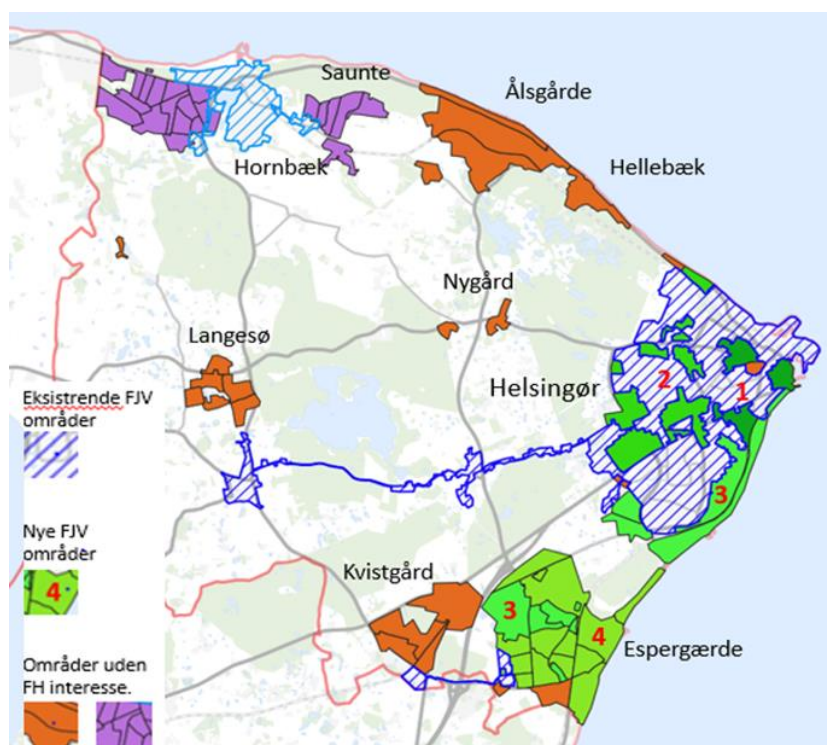 Saunte
Ålsgårde
Hornbæk
Hellebæk
Nygård
Langesø
Helsingør
2
1
3
Eksistrende FJV
områder
Nye FJV
områder
4
Kvistgård
3
4
Espergærde
Områder uden
FH interesse.